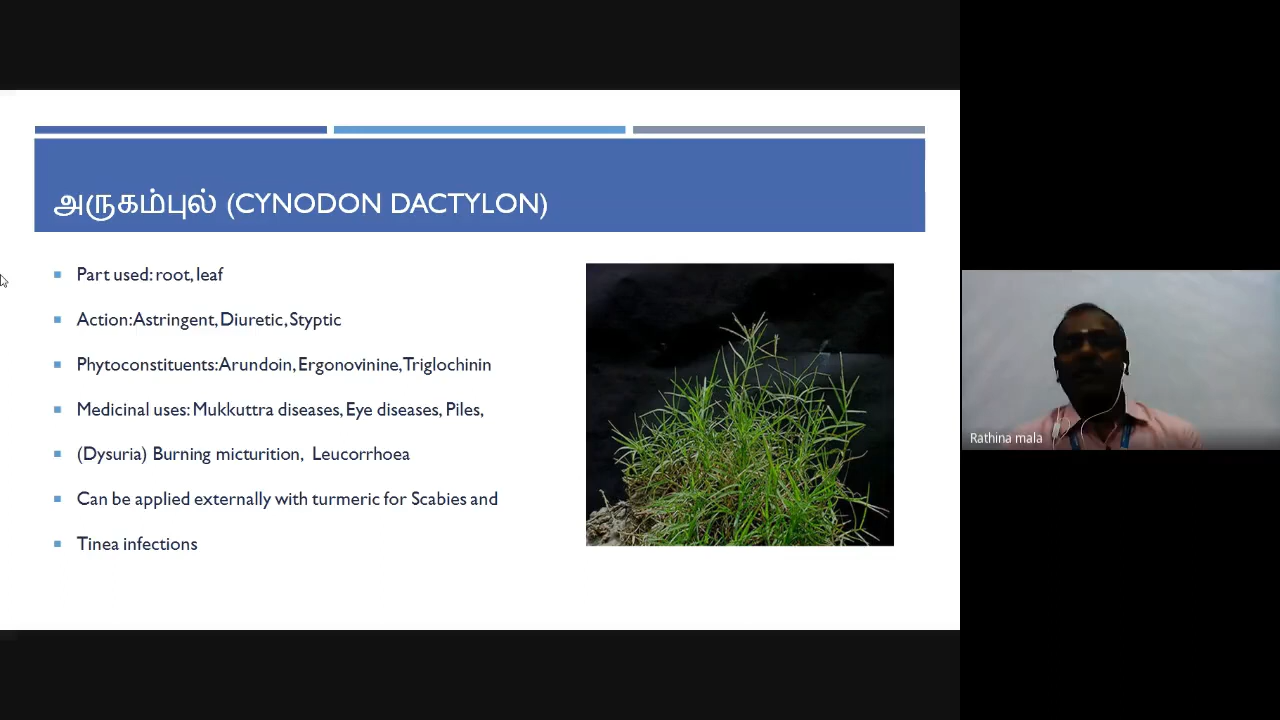 அருகம்புல் (CYNODON DACTYLON)
Part used: root, leaf
Action: Astringent, Diuretic, Styptic
Phytoconstituents: Arundoin, Ergonovinine, Triglochinin
Medicinal uses: Mukkuttra diseases, Eye diseases, Piles,
(Dysuria) Burning micturition, Leucorrhoea
Can be applied externally with turmeric for Scabies and
Tinea infections
Rathina mala